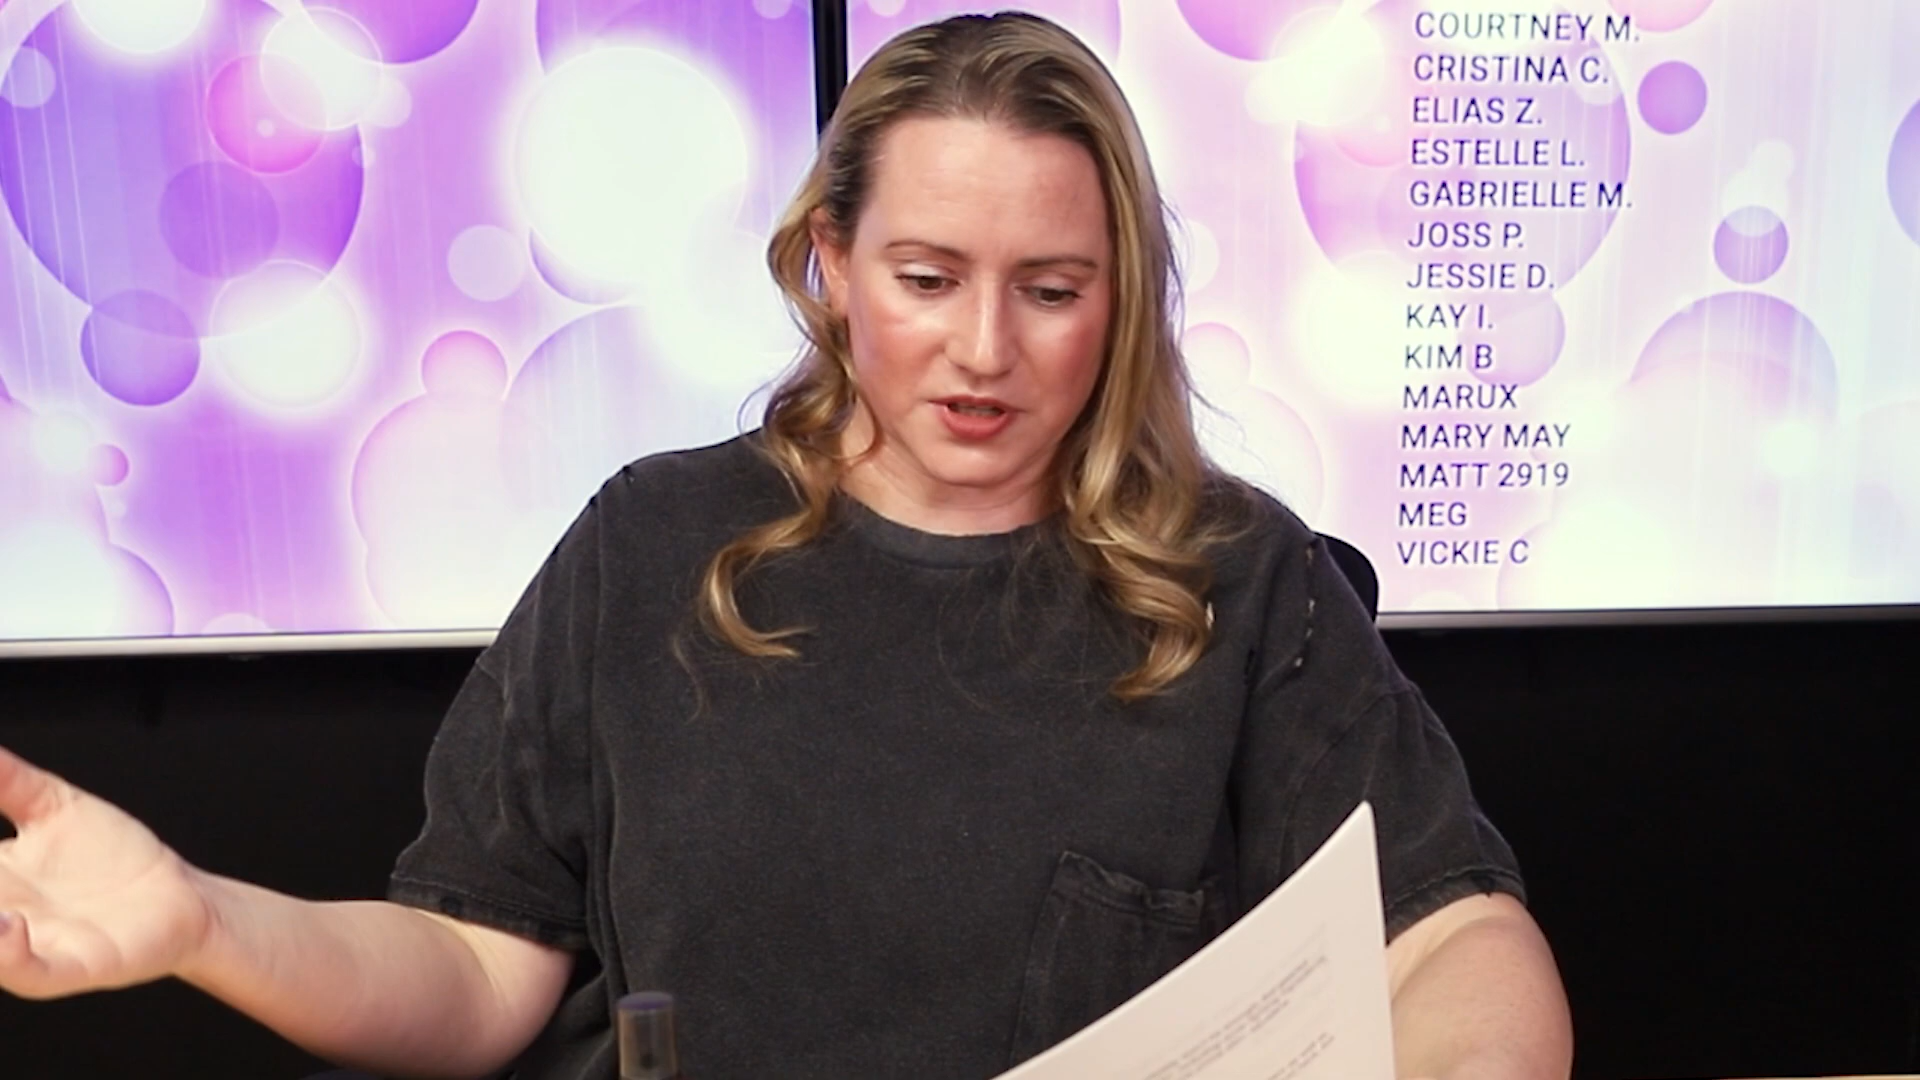 COURTNEY M.
CRISTINA C.
ELIAS Z.
ESTELLE L.
GABRIELLE M.
JOSS P.
JESSIE D.
KAY I.
KIM B
MARUX
MARY MAY
MATT 2919
MEG
VICKIE C